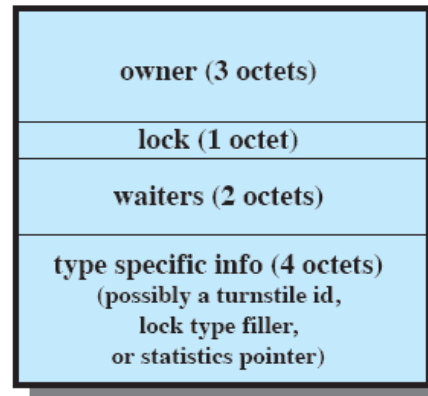 owner (3 octets)
lock (1 octet)
waiters (2 octets)
type specific info (4 octets)
(possibly a turnstile id,
lock type filler,
or statistics pointer)